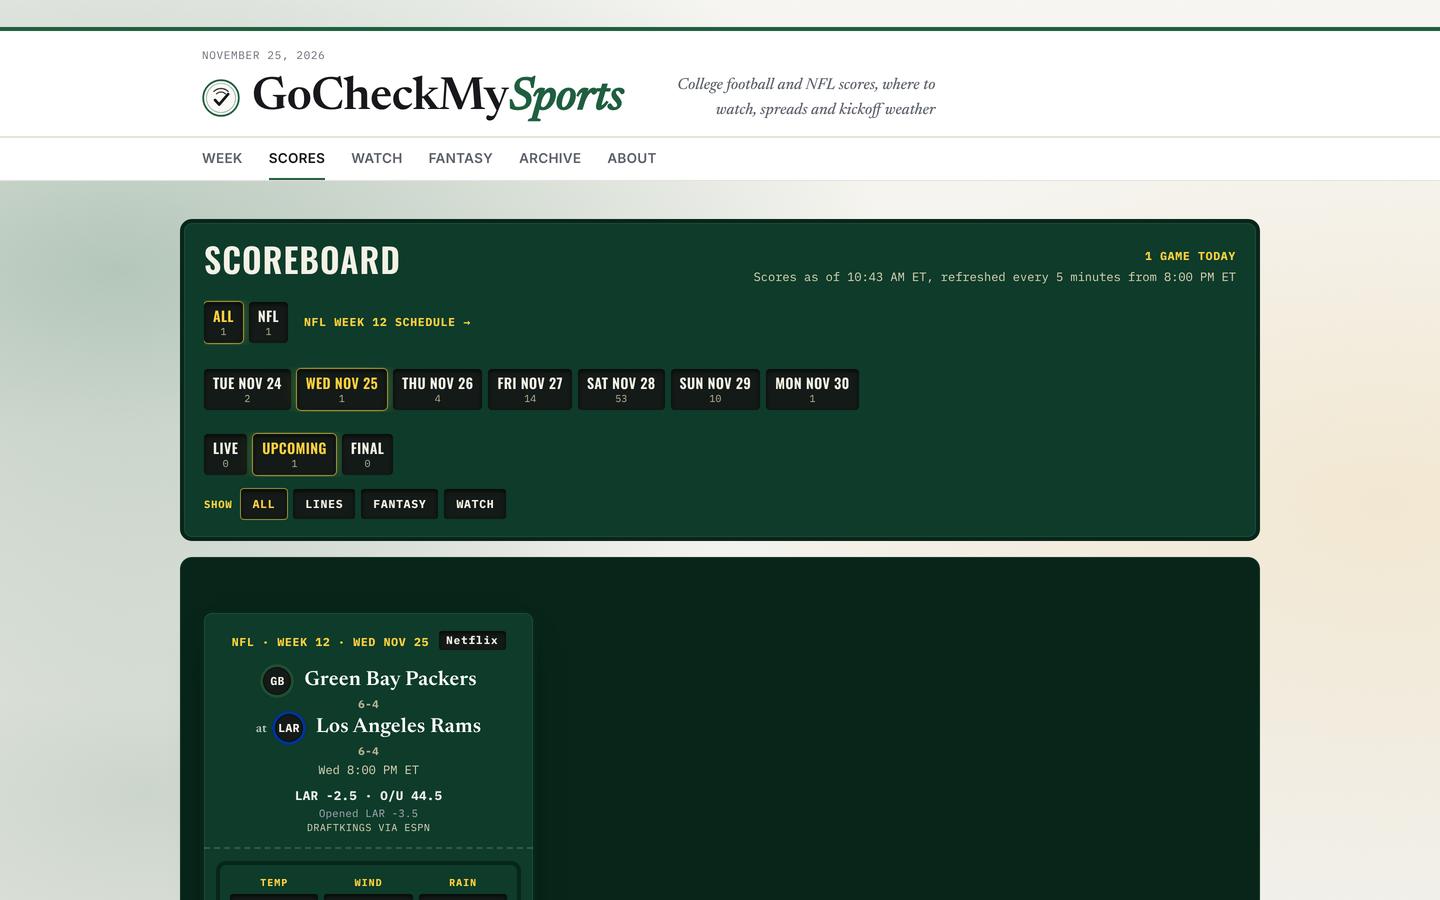 NOVEMBER 25, 2026
GoCheckMySports
College football and NFL scores, where to
watch, spreads and kickoff weather
WEEK SCORES WATCH FANTASY ARCHIVE ABOUT
SCOREBOARD
1 GAME TODAY
Scores as of 10:43 AM ET, refreshed every 5 minutes from 8:00 PM ET
ALL NFL NFL WEEK 12 SCHEDULE →
1 1
TUE NOV 24 WED NOV 25 THU NOV 26 FRI NOV 27 SAT NOV 28 SUN NOV 29 MON NOV 30
2 1 4 14 53 10 1
LIVE UPCOMING FINAL
0 1 0
SHOW ALL LINES FANTASY WATCH
NFL · WEEK 12 · WED NOV 25 Netflix
GB Green Bay Packers
6-4
at LAR Los Angeles Rams
6-4
Wed 8:00 PM ET
LAR -2.5 · O/U 44.5
Opened LAR -3.5
DRAFTKINGS VIA ESPN
TEMP WIND RAIN